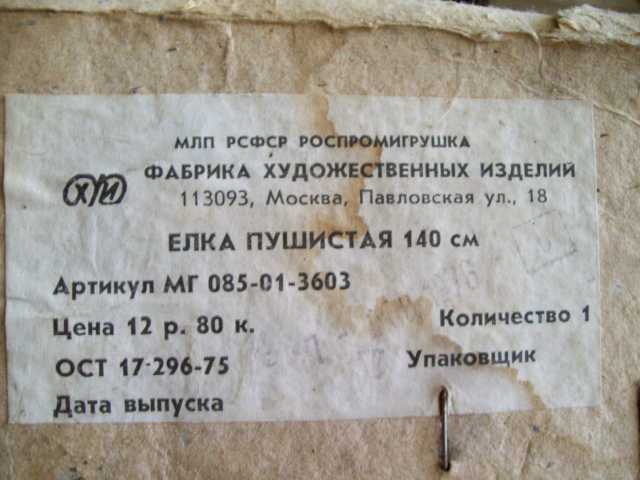 МЛП РСФСР РОСПРОМИГРУШКА
ХИ ФАБРИКА ХУДОЖЕСТВЕННЫХ ИЗДЕЛИЙ
113093, Москва, Павловская ул., 18
ЕЛКА ПУШИСТАЯ 140 см
Артикул МГ 085-01-3603
Цена 12 р. 80 к.
Количество 1
ОСТ 17-296-75
Упаковщик
Дата выпуска